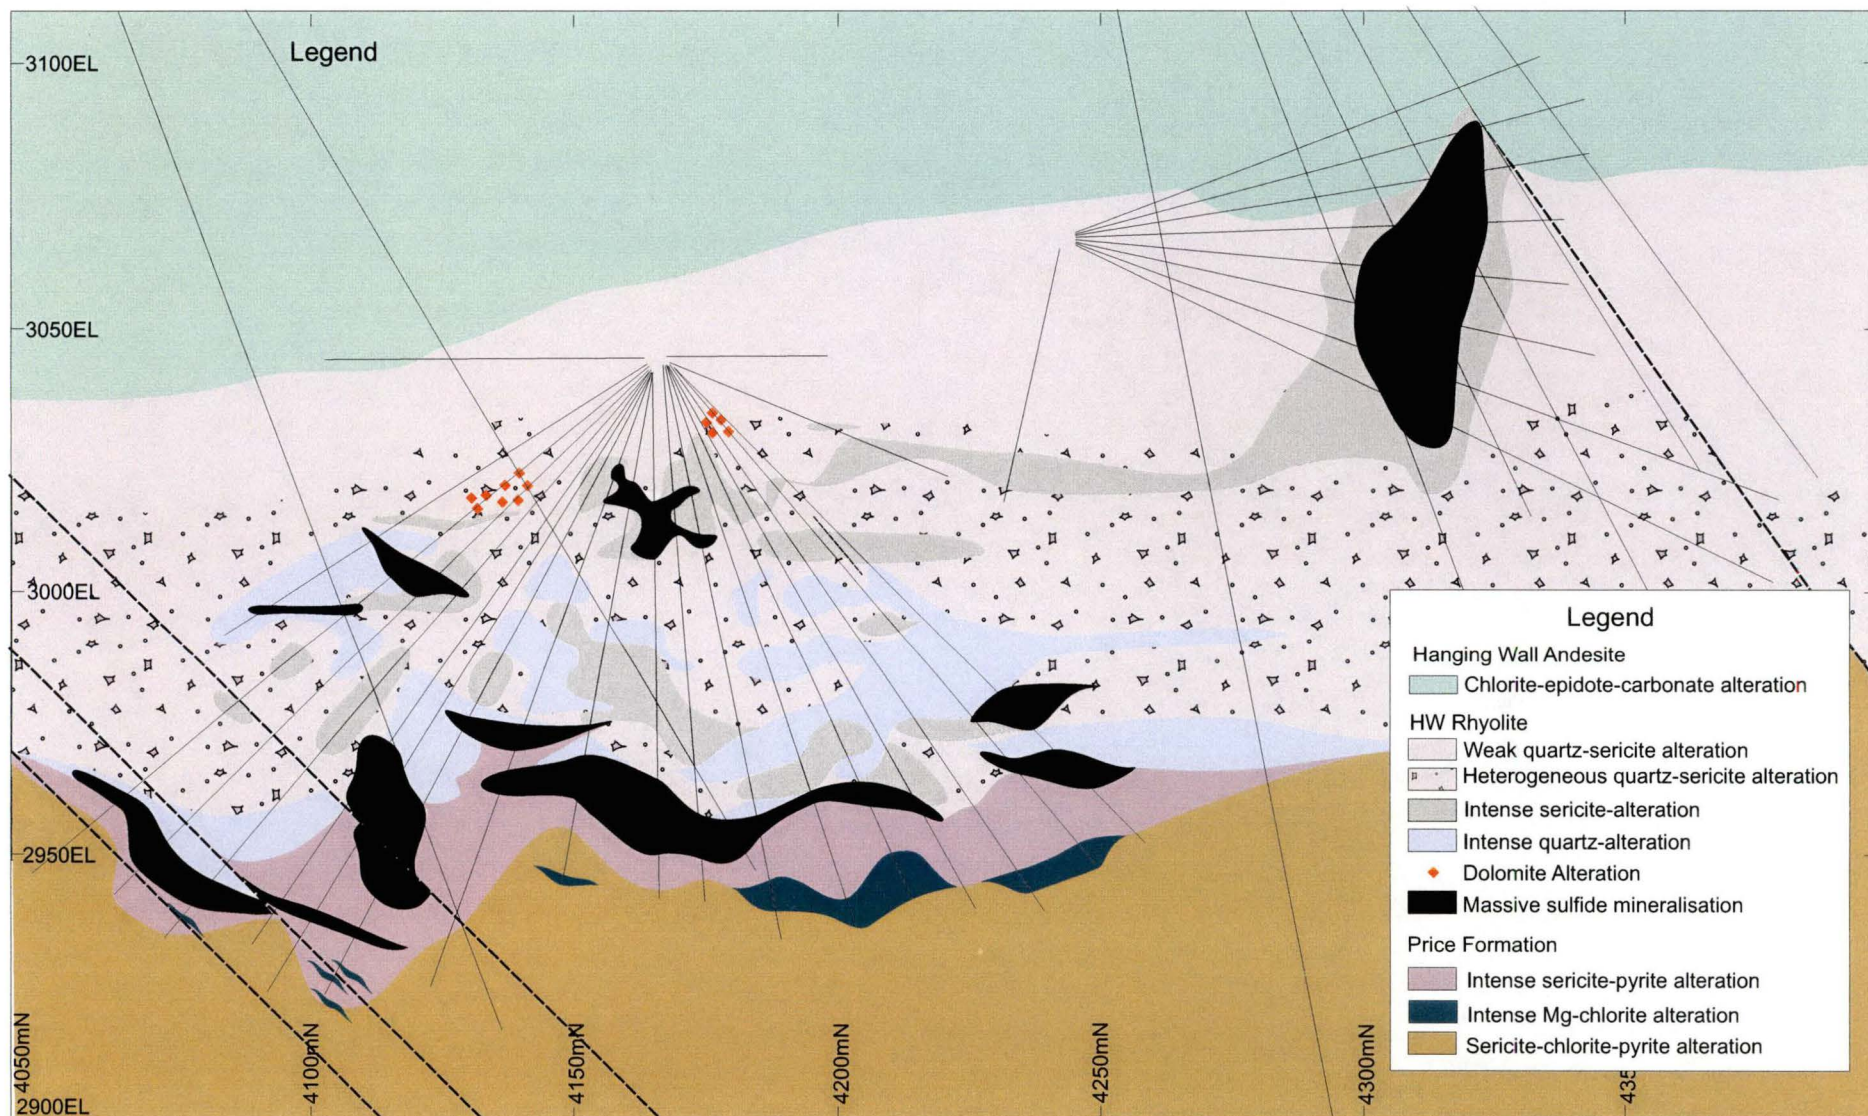 Legend
3100EL
3050EL
3000EL
2950EL
2900EL
4050mN
4100mN
4150mN
4200mN
4250mN
4300mN
435
Legend
Hanging Wall Andesite
Chlorite-epidote-carbonate alteration
HW Rhyolite
Weak quartz-sericite alteration
Heterogeneous quartz-sericite alteration
Intense sericite-alteration
Intense quartz-alteration
Dolomite Alteration
Massive sulfide mineralisation
Price Formation
Intense sericite-pyrite alteration
Intense Mg-chlorite alteration
Sericite-chlorite-pyrite alteration